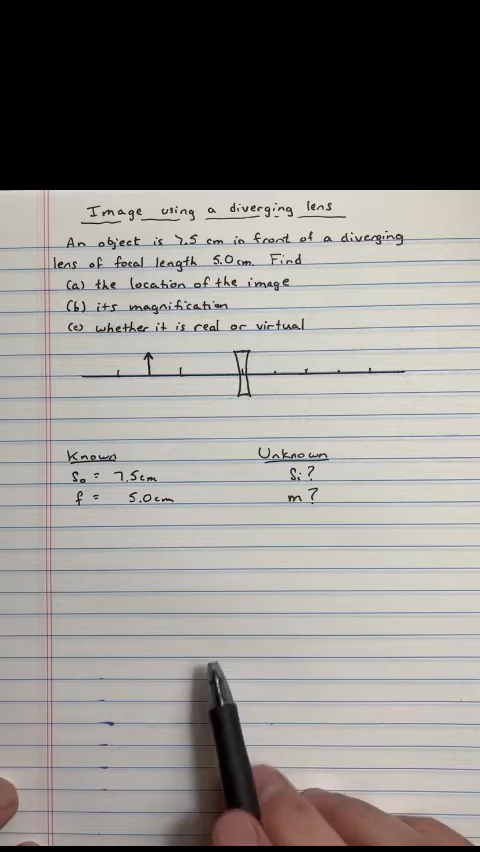 Image using a diverging lens
An object is 7.5 cm in front of a diverging
lens of focal length 5.0cm. Find
(a) the location of the image
(b) its magnification
(c) whether it is real or virtual
Known Unknown
So = 7.5cm Si?
f = 5.0cm m?